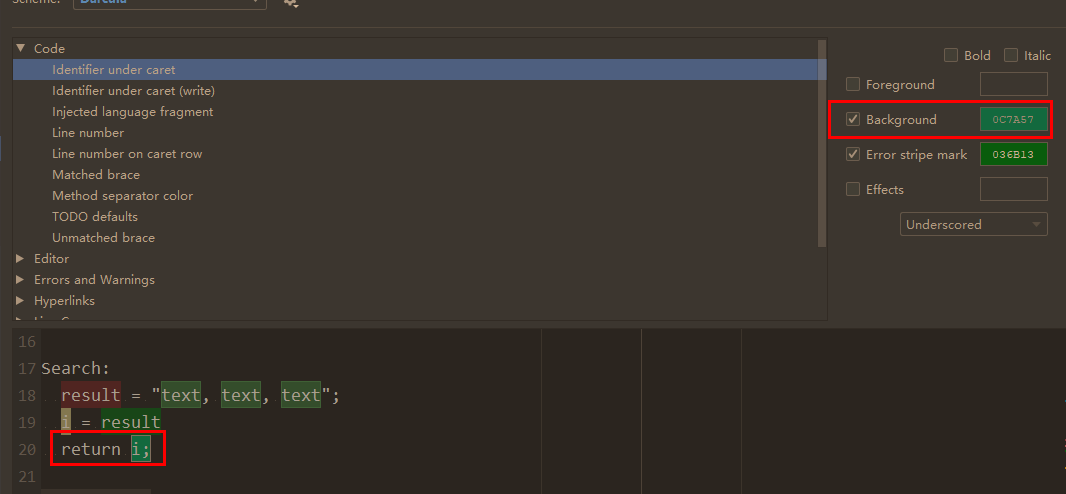 Scheme: Darcula
Code
Identifier under caret
Identifier under caret (write)
Injected language fragment
Line number
Line number on caret row
Matched brace
Method separator color
TODO defaults
Unmatched brace
Editor
Errors and Warnings
Hyperlinks
Bold Italic
Foreground
Background 0C7A57
Error stripe mark 036B13
Effects
Underscored
16
17 Search:
18 result = "text, text, text";
19 i = result
20 return i;
21